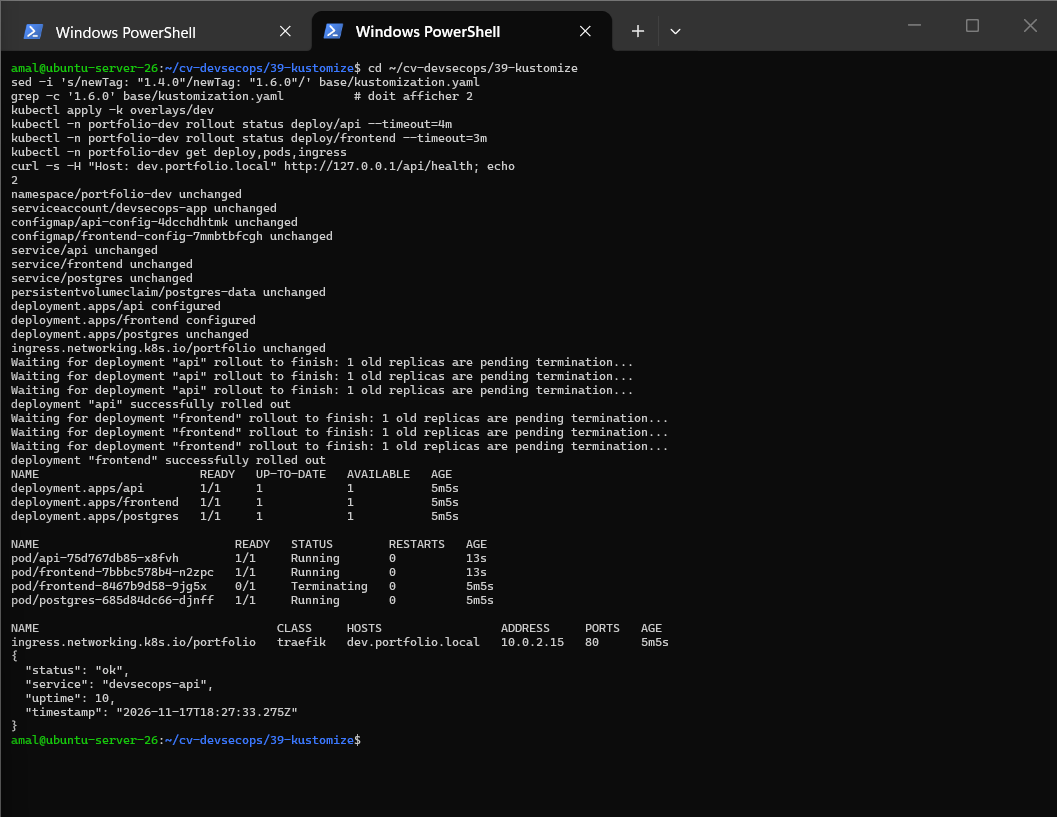 Windows PowerShell
Windows PowerShell
amal@ubuntu-server-26:~/cv-devsecops/39-kustomize$ cd ~/cv-devsecops/39-kustomize
sed -i 's/newTag: "1.4.0"/newTag: "1.6.0"/' base/kustomization.yaml
grep -c '1.6.0' base/kustomization.yaml          # doit afficher 2
kubectl apply -k overlays/dev
kubectl -n portfolio-dev rollout status deploy/api --timeout=4m
kubectl -n portfolio-dev rollout status deploy/frontend --timeout=3m
kubectl -n portfolio-dev get deploy,pods,ingress
curl -s -H "Host: dev.portfolio.local" http://127.0.0.1/api/health; echo
2
namespace/portfolio-dev unchanged
serviceaccount/devsecops-app unchanged
configmap/api-config-4dcchdhtmk unchanged
configmap/frontend-config-7mmbtbfcgh unchanged
service/api unchanged
service/frontend unchanged
service/postgres unchanged
persistentvolumeclaim/postgres-data unchanged
deployment.apps/api configured
deployment.apps/frontend configured
deployment.apps/postgres unchanged
ingress.networking.k8s.io/portfolio unchanged
Waiting for deployment "api" rollout to finish: 1 old replicas are pending termination...
Waiting for deployment "api" rollout to finish: 1 old replicas are pending termination...
Waiting for deployment "api" rollout to finish: 1 old replicas are pending termination...
deployment "api" successfully rolled out
Waiting for deployment "frontend" rollout to finish: 1 old replicas are pending termination...
Waiting for deployment "frontend" rollout to finish: 1 old replicas are pending termination...
Waiting for deployment "frontend" rollout to finish: 1 old replicas are pending termination...
deployment "frontend" successfully rolled out
NAME                       READY   UP-TO-DATE   AVAILABLE   AGE
deployment.apps/api        1/1     1            1           5m5s
deployment.apps/frontend   1/1     1            1           5m5s
deployment.apps/postgres   1/1     1            1           5m5s
NAME                            READY   STATUS        RESTARTS   AGE
pod/api-75d767db85-x8fvh        1/1     Running       0          13s
pod/frontend-7bbbc578b4-n2zpc   1/1     Running       0          13s
pod/frontend-8467b9d58-9jg5x    0/1     Terminating   0          5m5s
pod/postgres-685d84dc66-djnff   1/1     Running       0          5m5s
NAME                                  CLASS     HOSTS                 ADDRESS     PORTS   AGE
ingress.networking.k8s.io/portfolio   traefik   dev.portfolio.local   10.0.2.15   80      5m5s
{
  "status": "ok",
  "service": "devsecops-api",
  "uptime": 10,
  "timestamp": "2026-11-17T18:27:33.275Z"
}
amal@ubuntu-server-26:~/cv-devsecops/39-kustomize$